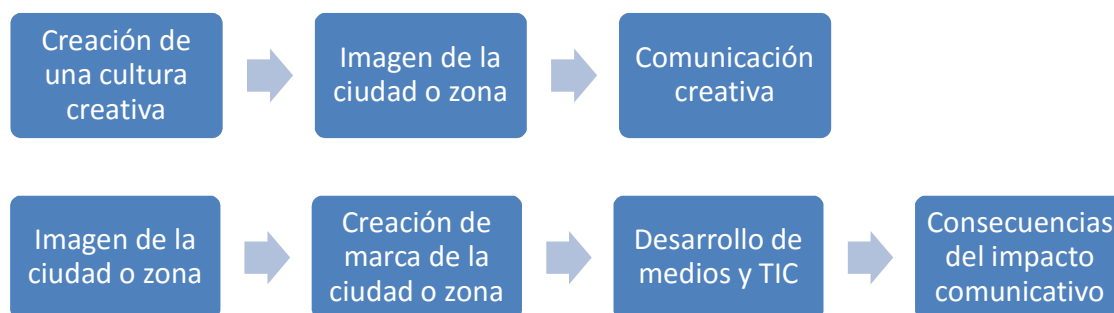 Creación de
una cultura
creativa
Imagen de la
ciudad o zona
Comunicación
creativa
Imagen de la
ciudad o zona
Creación de
marca de la
ciudad o zona
Desarrollo de
medios y TIC
Consecuencias
del impacto
comunicativo